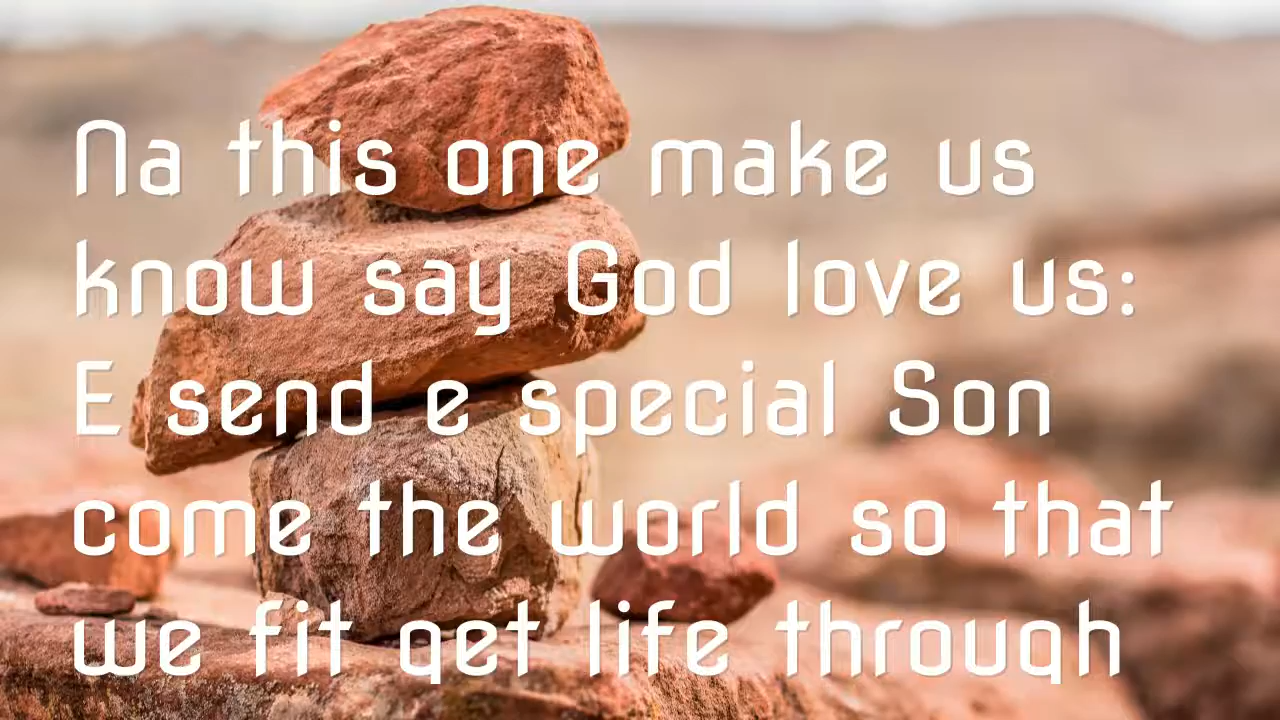 Na this one make us
know say God love us:
E send e special Son
come the world so that
we fit get life through